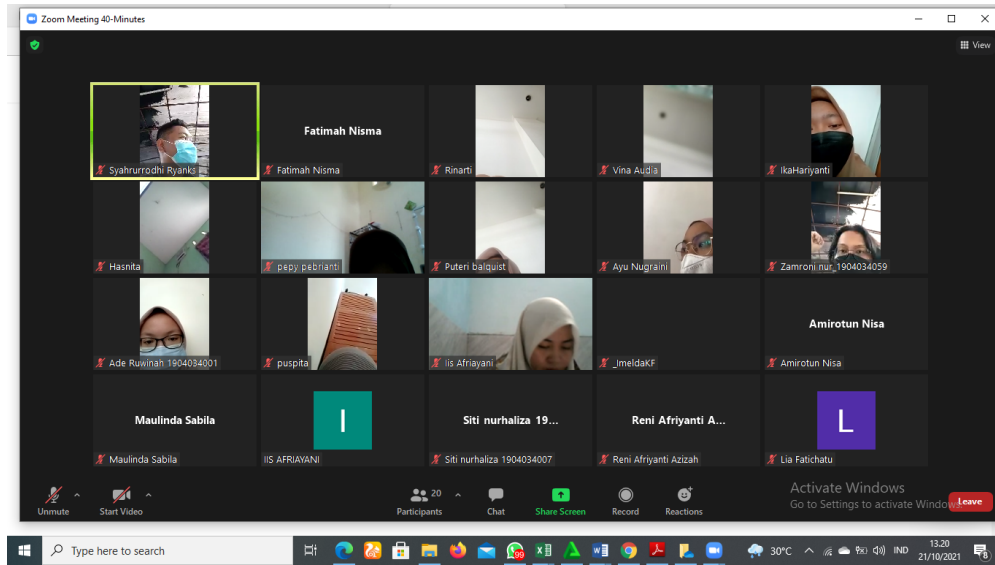 Zoom Meeting 40-Minutes
View
Syahrurrodhi Ryanks
Fatimah Nisma
Fatimah Nisma
Rinarti
Vina Audia
IkaHariyanti
Hasnita
pepy pebrianti
Puteri balquist
Ayu Nugraini
Zamroni nur_1904034059
Ade Ruwinah 1904034001
puspita
Iis Afriayani
_ImeldaKF
Amirotun Nisa
Amirotun Nisa
Maulinda Sabila
Maulinda Sabila
I
IIS AFRIAYANI
Siti nurhaliza 19...
Siti nurhaliza 1904034007
Reni Afriyanti A...
Reni Afriyanti Azizah
L
Lia Fatichatu
Unmute
Start Video
20
Participants
Chat
Share Screen
Record
Reactions
Activate Windows
Go to Settings to activate Windows.
Leave
Type here to search
99
30°C
IND
13.20
21/10/2021
8